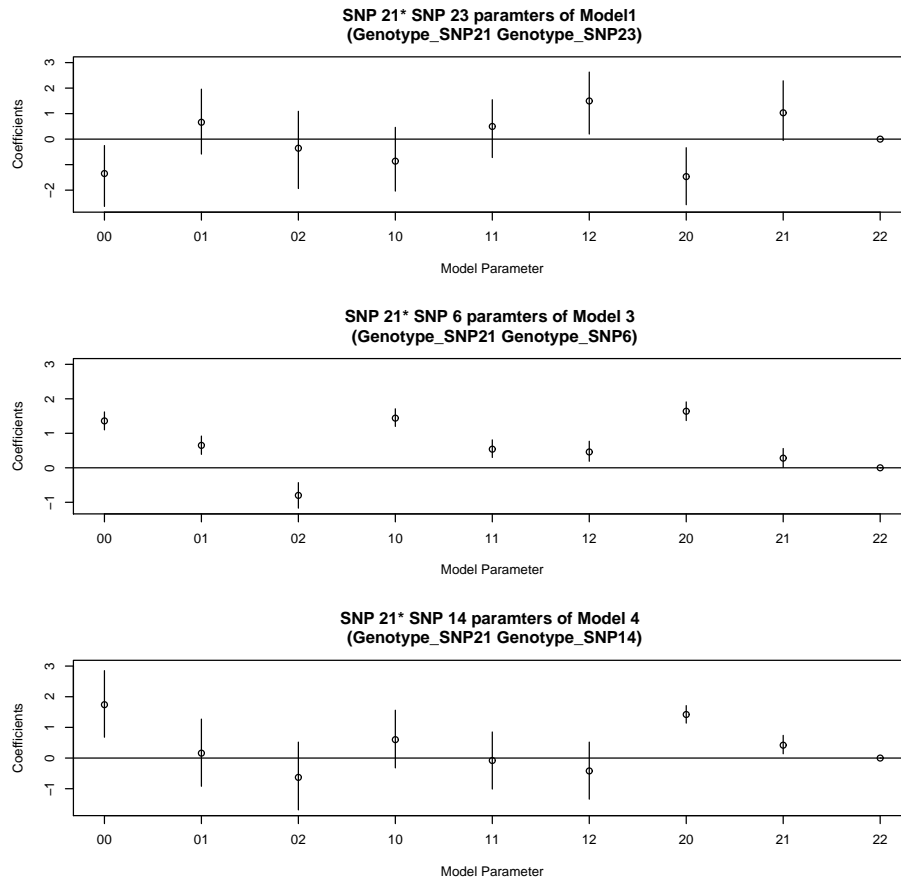 SNP 21* SNP 23 paramters of Model1
(Genotype_SNP21 Genotype_SNP23)
Coefficients
3
2
1
0
−2
00 01 02 10 11 12 20 21 22
Model Parameter
SNP 21* SNP 6 paramters of Model 3
(Genotype_SNP21 Genotype_SNP6)
Coefficients
3
2
1
0
−1
00 01 02 10 11 12 20 21 22
Model Parameter
SNP 21* SNP 14 paramters of Model 4
(Genotype_SNP21 Genotype_SNP14)
Coefficients
3
2
1
0
−1
00 01 02 10 11 12 20 21 22
Model Parameter